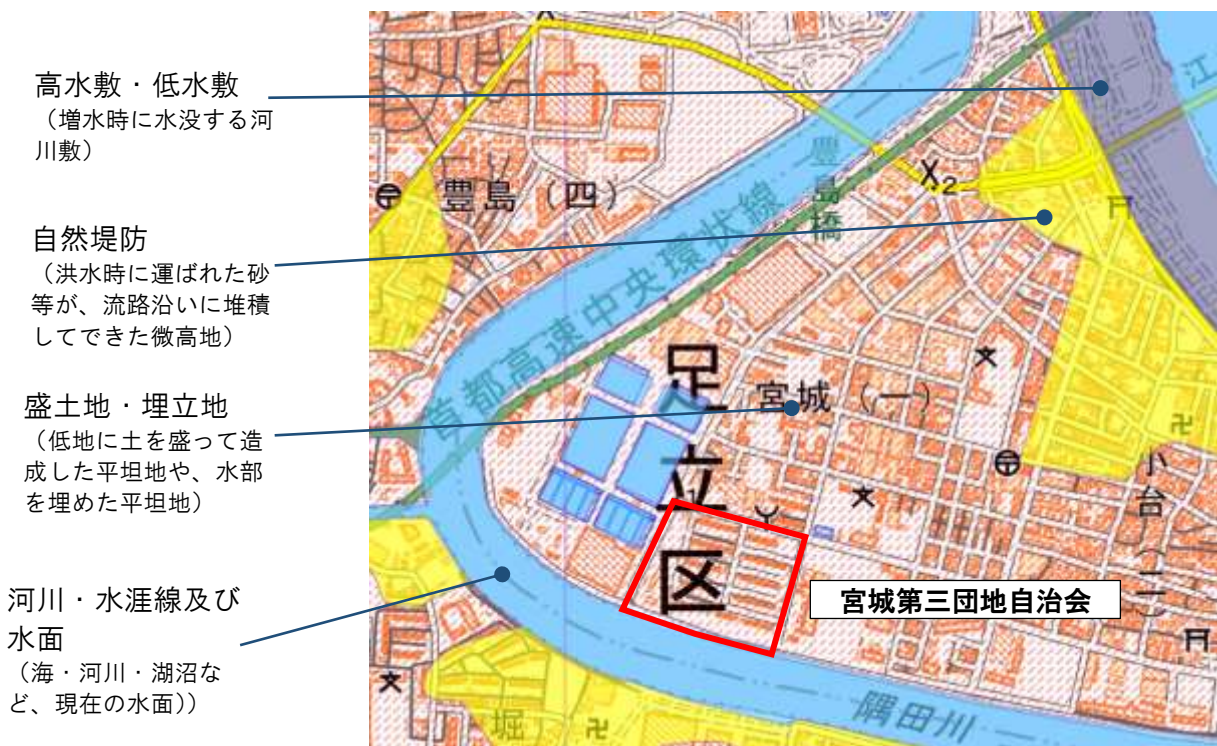 高水敷・低水敷
（増水時に水没する河
川敷）
自然堤防
（洪水時に運ばれた砂
等が、流路沿いに堆積
してできた微高地）
盛土地・埋立地
（低地に土を盛って造
成した平坦地や、水部
を埋めた平坦地）
河川・水涯線及び
水面
（海・河川・湖沼な
ど、現在の水面））
豊島（四）
豊島橋
首都高速中央環状線
江
足立区
宮城（一）
小台（二）
宮城第三団地自治会
隅田川
堀